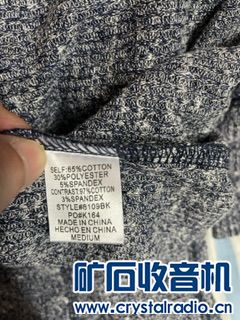 SELF:65%COTTON
30%POLYESTER
5%SPANDEX
CONTRAST:97%COTTON
3%SPANDEX
STYLE#8109BK
PO#K164
MADE IN CHINA
HECHO EN CHINA
MEDIUM
矿石收音机
www.crystalradio.cn